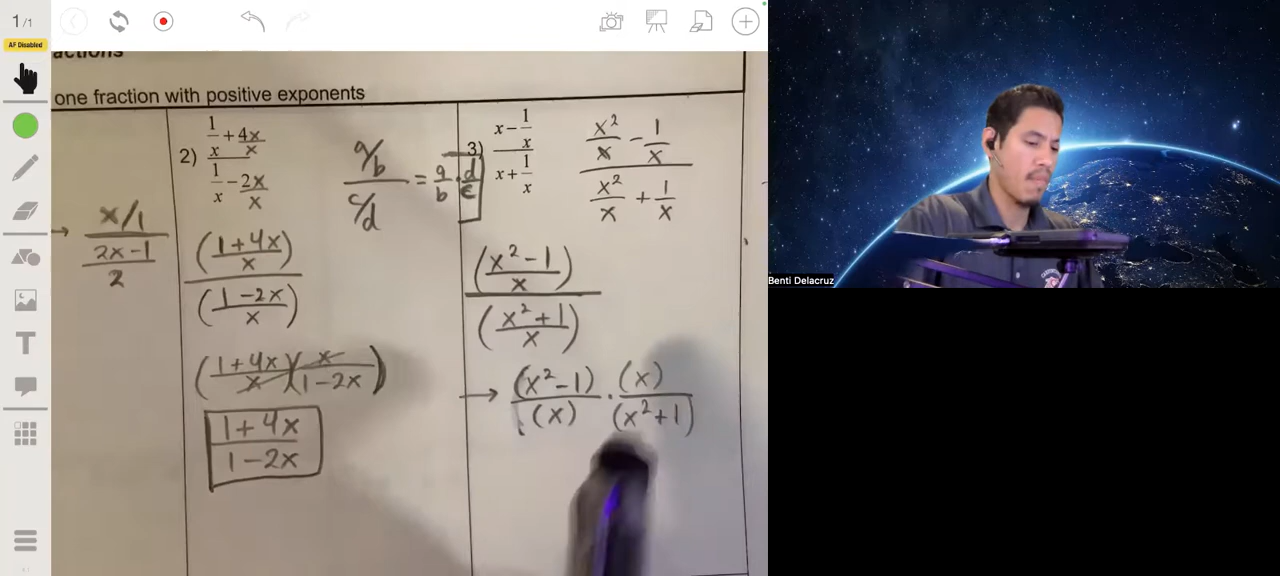 1/1
AF Disabled
actions
one fraction with positive exponents
2) (1/x + 4x/x) / (1/x - 2x/x)
(a/b) / (c/d) = a/b · d/c
3) (x - 1/x) / (x + 1/x)
(x²/x - 1/x) / (x²/x + 1/x)
→ (x/1) / ((2x-1)/2)
((1+4x)/x) / ((1-2x)/x)
((1+4x)/x)(x/(1-2x))
(1+4x)/(1-2x)
((x²-1)/x) / ((x²+1)/x)
→ (x²-1)/(x) · (x)/(x²+1)
T
Benti Delacruz